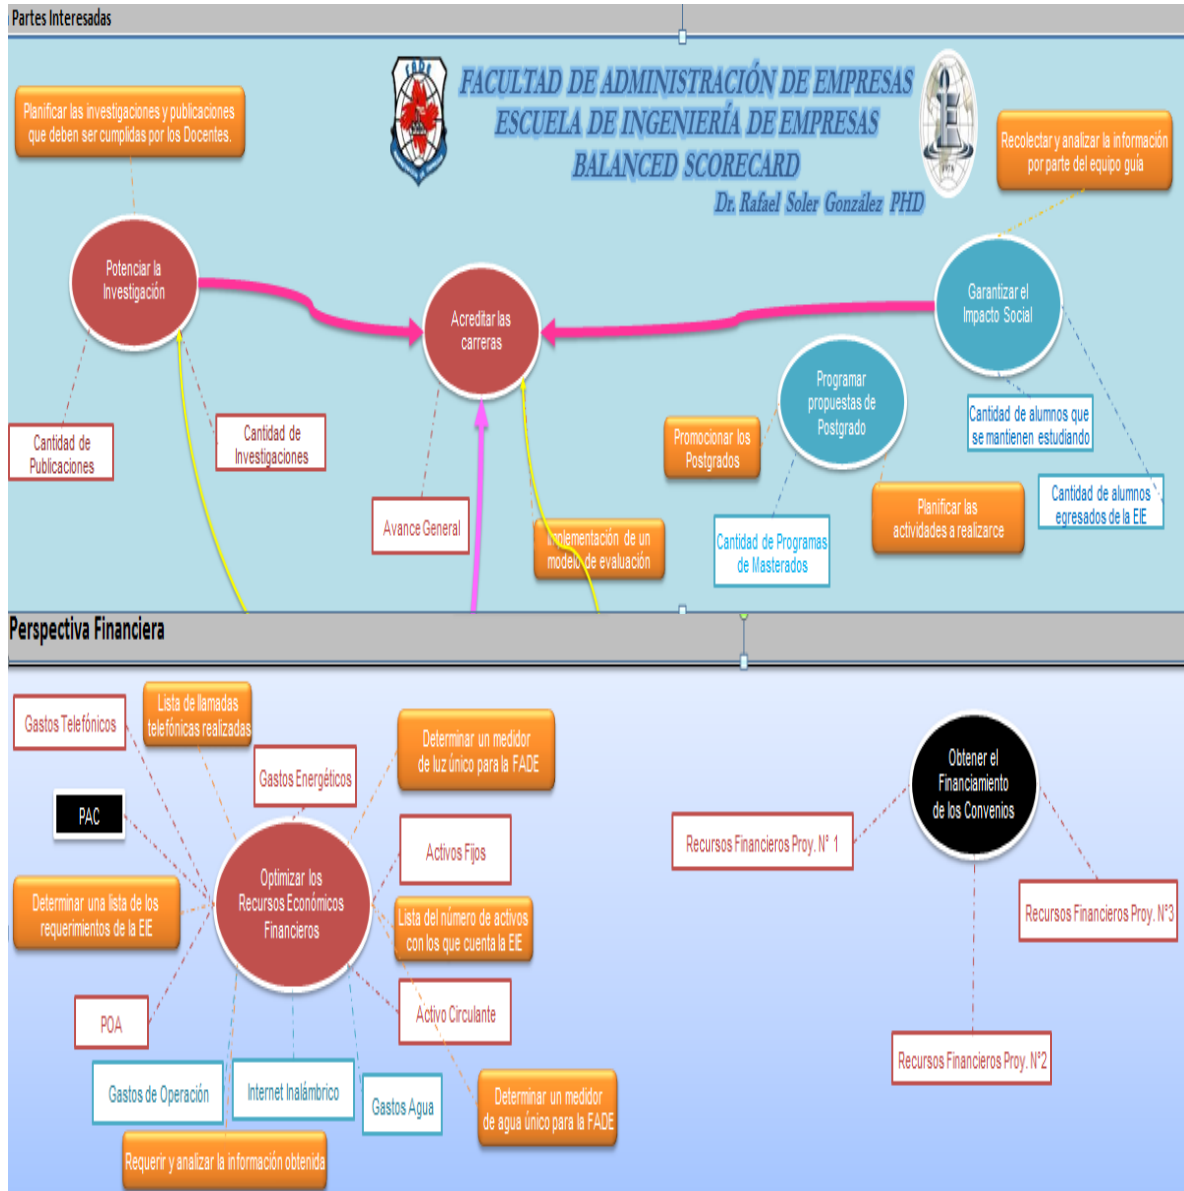 Partes Interesadas
FADE
FACULTAD DE ADMINISTRACIÓN DE EMPRESAS
ESCUELA DE INGENIERÍA DE EMPRESAS
BALANCED SCORECARD
Dr. Rafael Soler González PHD
E
Planificar las investigaciones y publicaciones
que deben ser cumplidas por los Docentes.
Recolectar y analizar la información
por parte del equipo guía
Potenciar la
Investigación
Acreditar las
carreras
Garantizar el
Impacto Social
Programar
propuestas de
Postgrado
Cantidad de
Publicaciones
Cantidad de
Investigaciones
Promocionar los
Postgrados
Cantidad de alumnos que
se mantienen estudiando
Avance General
Implementación de un
modelo de evaluación
Cantidad de Programas
de Masterados
Planificar las
actividades a realizarce
Cantidad de alumnos
egresados de la EIE
Perspectiva Financiera
Gastos Telefónicos
Lista de llamadas
telefónicas realizadas
Gastos Energéticos
Determinar un medidor
de luz único para la FADE
Obtener el
Financiamiento
de los Convenios
PAC
Activos Fijos
Recursos Financieros Proy. N° 1
Optimizar los
Recursos Económicos
Financieros
Determinar una lista de los
requerimientos de la EIE
Lista del número de activos
con los que cuenta la EIE
Recursos Financieros Proy. N°3
POA
Activo Circulante
Recursos Financieros Proy. N°2
Gastos de Operación
Internet Inalámbrico
Gastos Agua
Determinar un medidor
de agua único para la FADE
Requerir y analizar la información obtenida